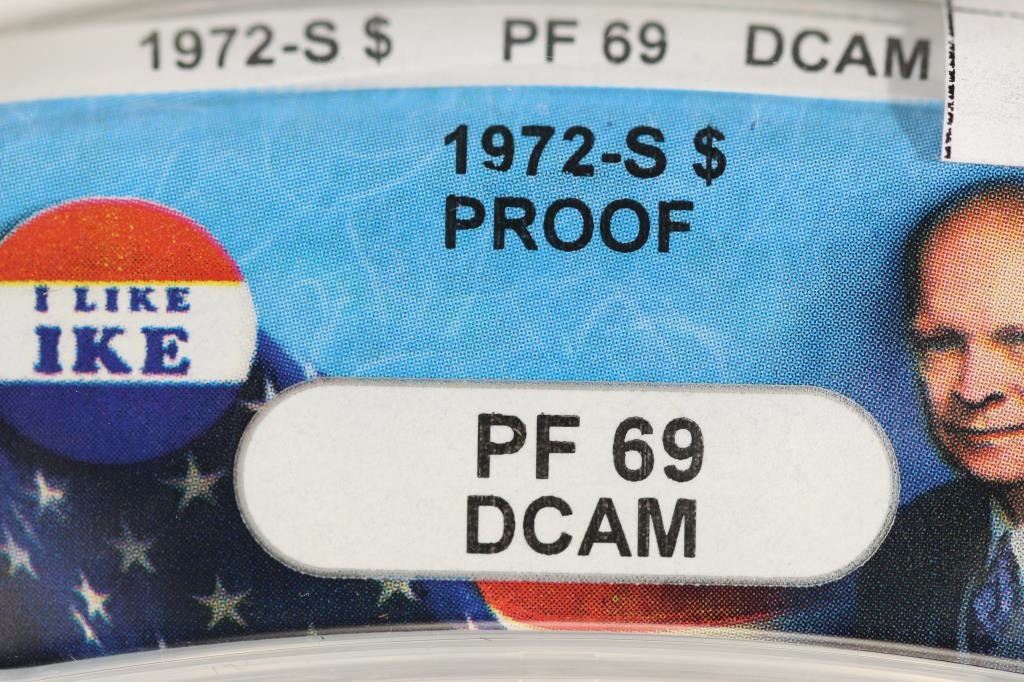 1972-S $ PF 69 DCAM
1972-S $
PROOF
I LIKE
IKE
PF 69
DCAM